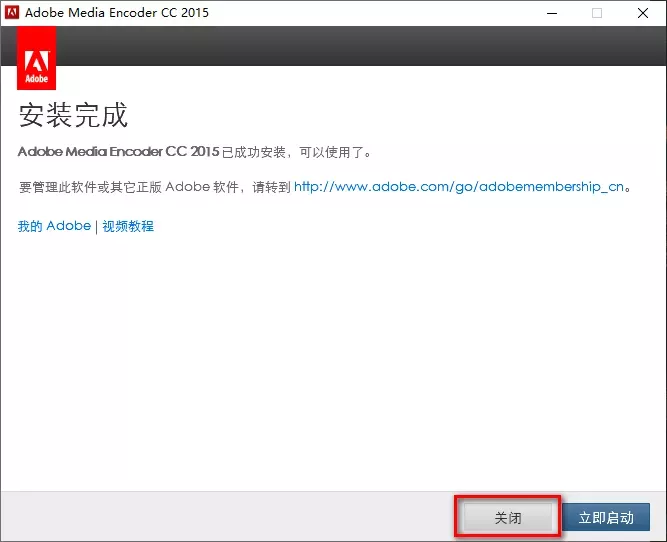 Adobe Media Encoder CC 2015
Adobe
安装完成
Adobe Media Encoder CC 2015 已成功安装，可以使用了。
要管理此软件或其它正版 Adobe 软件，请转到 http://www.adobe.com/go/adobemembership_cn。
我的 Adobe | 视频教程
关闭 立即启动